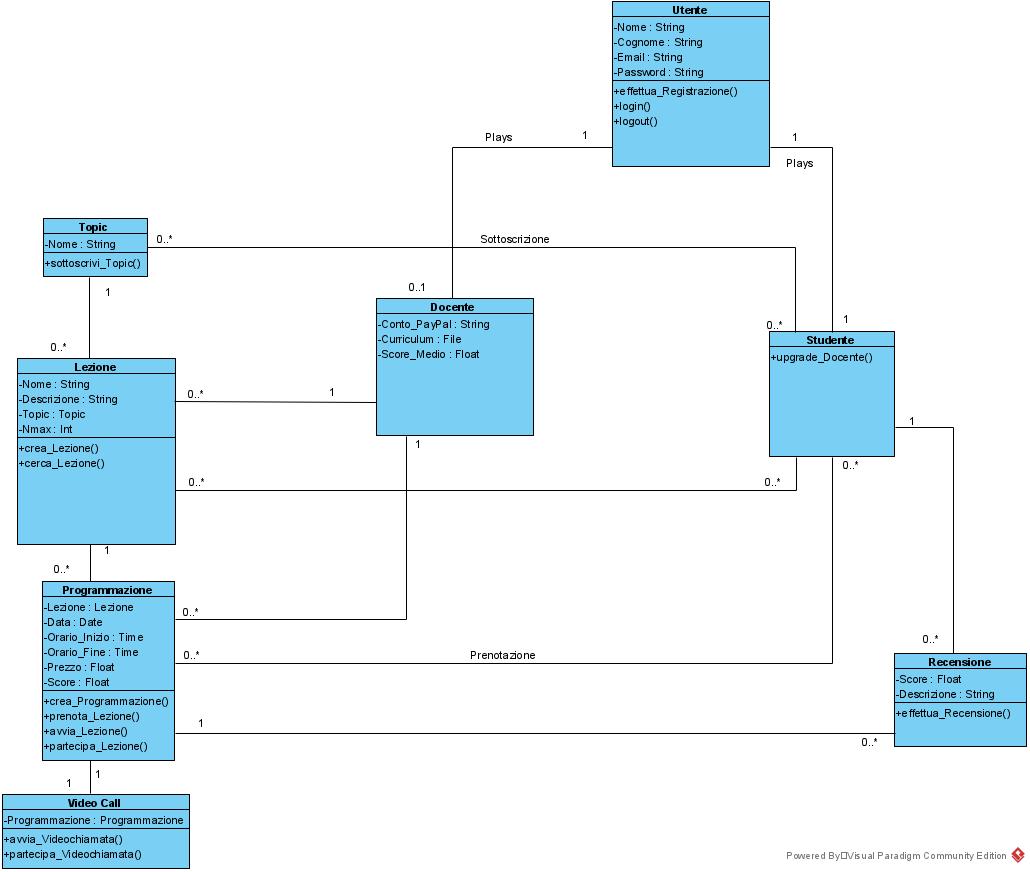 Utente
-Nome : String
-Cognome : String
-Email : String
-Password : String
+effettua_Registrazione()
+login()
+logout()
Plays
1
1
Plays
Topic
-Nome : String
+sottoscrivi_Topic()
0..*
Sottoscrizione
1
0..1
0..*
1
0..*
Docente
-Conto_PayPal : String
-Curriculum : File
-Score_Medio : Float
Studente
+upgrade_Docente()
Lezione
-Nome : String
-Descrizione : String
-Topic : Topic
-Nmax : Int
+crea_Lezione()
+cerca_Lezione()
0..*
1
1
1
0..*
0..*
0..*
1
0..*
Programmazione
-Lezione : Lezione
-Data : Date
-Orario_Inizio : Time
-Orario_Fine : Time
-Prezzo : Float
-Score : Float
+crea_Programmazione()
+prenota_Lezione()
+avvia_Lezione()
+partecipa_Lezione()
0..*
0..*
Prenotazione
0..*
Recensione
-Score : Float
-Descrizione : String
+effettua_Recensione()
1
0..*
1
1
Video Call
-Programmazione : Programmazione
+avvia_Videochiamata()
+partecipa_Videochiamata()
Powered By Visual Paradigm Community Edition